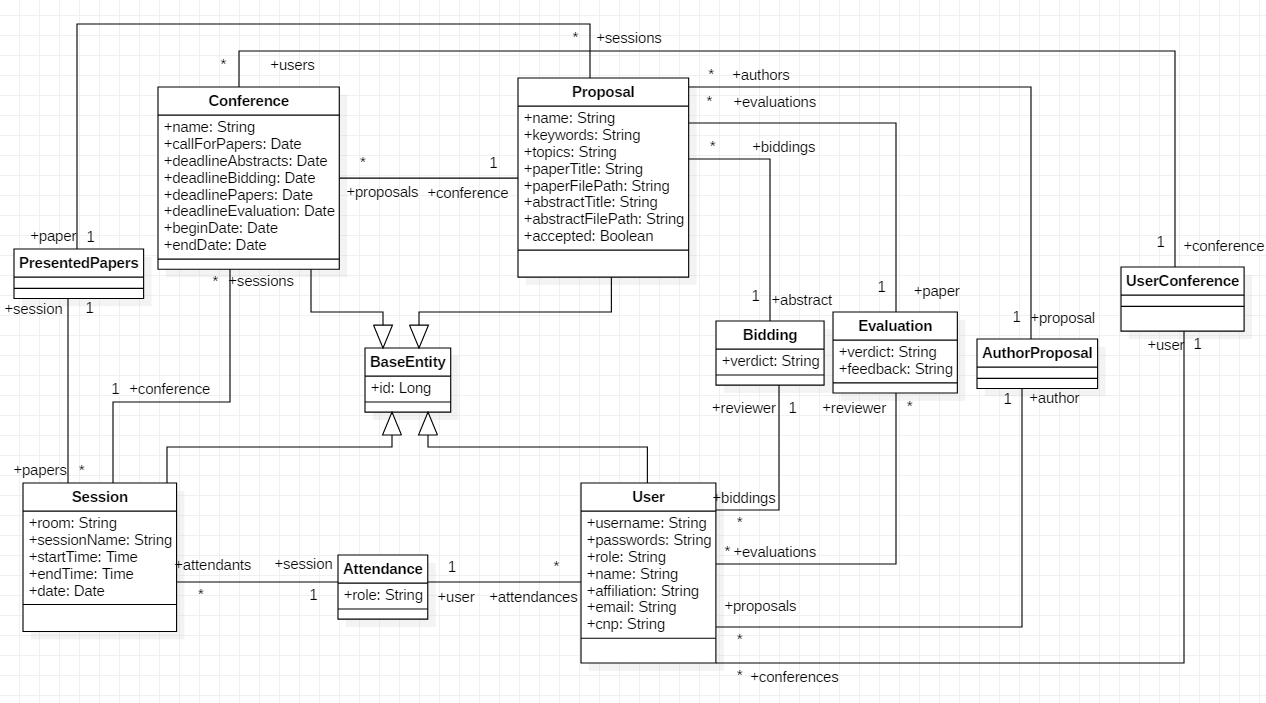 * +sessions
* +users
* +authors
* +evaluations
* +biddings
Conference
+name: String
+callForPapers: Date
+deadlineAbstracts: Date
+deadlineBidding: Date
+deadlinePapers: Date
+deadlineEvaluation: Date
+beginDate: Date
+endDate: Date
* 1
+proposals +conference
Proposal
+name: String
+keywords: String
+topics: String
+paperTitle: String
+paperFilePath: String
+abstractTitle: String
+abstractFilePath: String
+accepted: Boolean
+paper 1
PresentedPapers
+session 1
* +sessions
1 +conference
UserConference
+user 1
1 +abstract
Bidding
+verdict: String
+reviewer 1
1 +paper
Evaluation
+verdict: String
+feedback: String
+reviewer *
1 +proposal
AuthorProposal
1 +author
BaseEntity
+id: Long
1 +conference
+papers *
Session
+room: String
+sessionName: String
+startTime: Time
+endTime: Time
+date: Date
+attendants +session
* 1
Attendance
+role: String
1 *
+user +attendances
User
+username: String
+passwords: String
+role: String
+name: String
+affiliation: String
+email: String
+cnp: String
+biddings
*
* +evaluations
+proposals
*
* +conferences